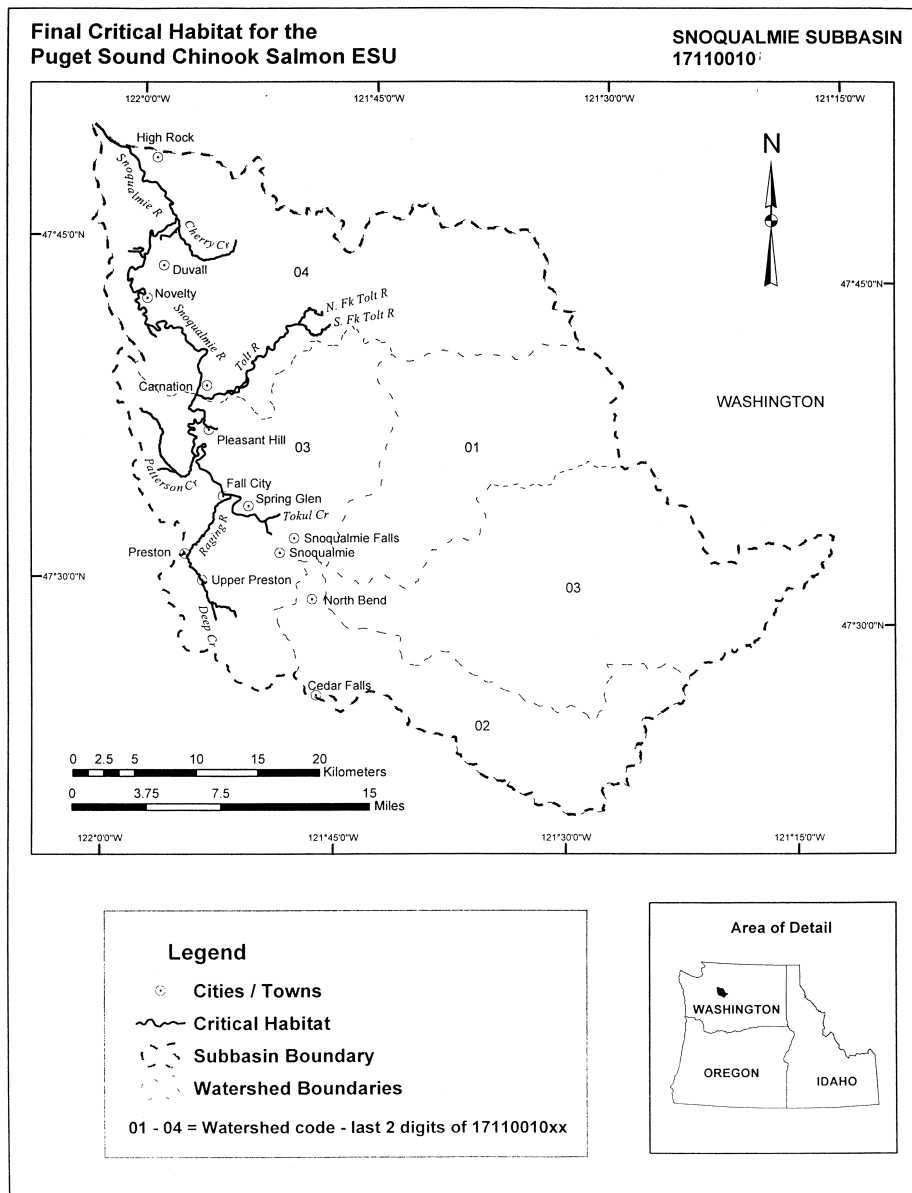 Final Critical Habitat for the
Puget Sound Chinook Salmon ESU
SNOQUALMIE SUBBASIN
17110010
122°0'0"W
121°45'0"W
121°30'0"W
121°15'0"W
High Rock
N
Snoqualmie R
Cherry Cr
47°45'0"N
Duvall
04
47°45'0"N
Novelty
N. Fk Tolt R
S. Fk Tolt R
Snoqualmie R
Tolt R
Carnation
WASHINGTON
Pleasant Hill
03
01
Patterson Cr
Fall City
Spring Glen
Tokul Cr
Raging R
Snoqualmie Falls
Preston
Snoqualmie
47°30'0"N
Upper Preston
03
North Bend
Deep Cr
47°30'0"N
Cedar Falls
02
0 2.5 5 10 15 20
Kilometers
0 3.75 7.5 15
Miles
122°0'0"W
121°45'0"W
121°30'0"W
121°15'0"W
Legend
Cities / Towns
Critical Habitat
Subbasin Boundary
Watershed Boundaries
01 - 04 = Watershed code - last 2 digits of 17110010xx
Area of Detail
WASHINGTON
OREGON
IDAHO